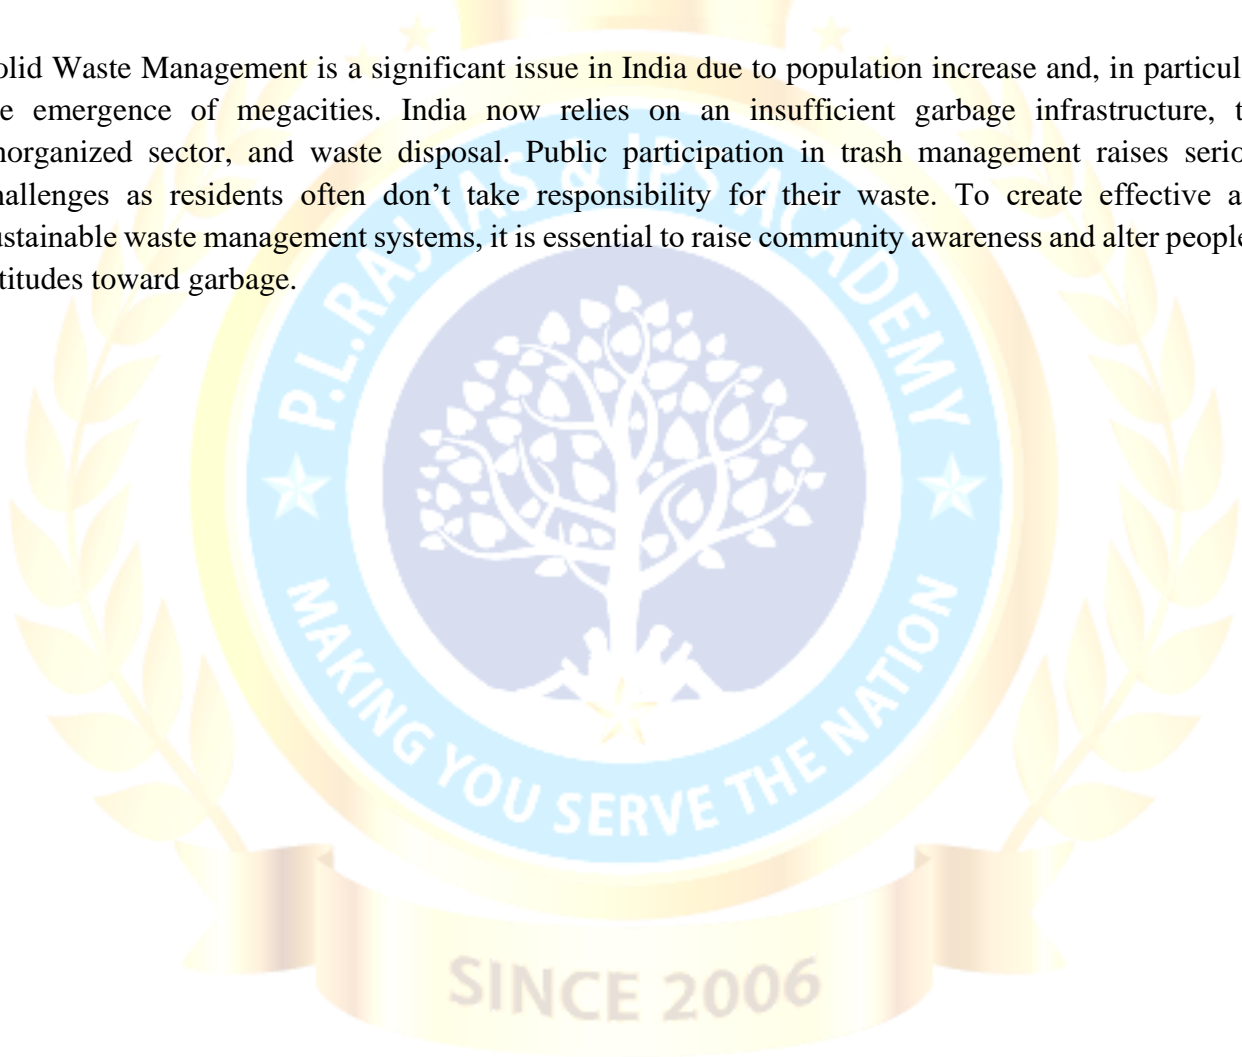 olid Waste Management is a significant issue in India due to population increase and, in particul
e emergence of megacities. India now relies on an insufficient garbage infrastructure, t
norganized sector, and waste disposal. Public participation in trash management raises serio
hallenges as residents often don’t take responsibility for their waste. To create effective a
ustainable waste management systems, it is essential to raise community awareness and alter people
titudes toward garbage.
P.L.RAJ IAS & IPS ACADEMY
MAKING YOU SERVE THE NATION
SINCE 2006